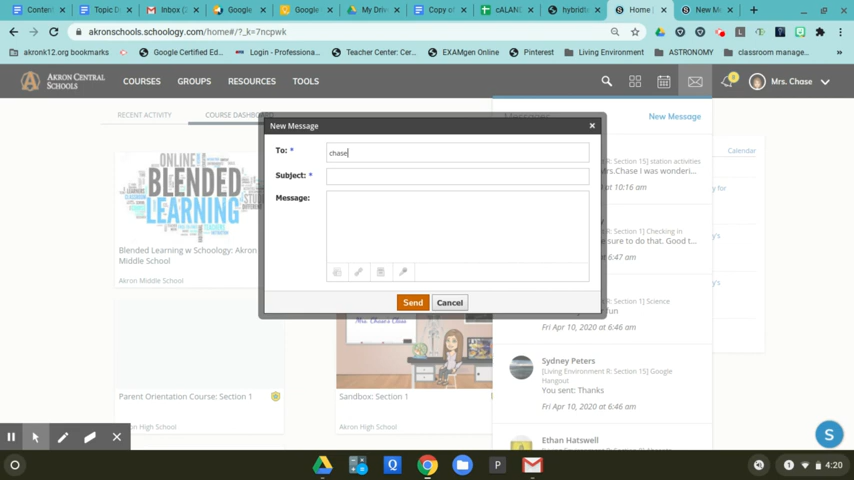 Content
Topic D
Inbox (
Google
Google
My Driv
Copy of
cALAND
hybridfl
Home |
New Me
akronschools.schoology.com/home#/?_k=7ncpwk
akronk12.org bookmarks
Google Certified Ed...
Login - Professiona...
Teacher Center: Cer...
EXAMgen Online
Pinterest
Living Environment
ASTRONOMY
classroom manage...
AKRON CENTRAL
SCHOOLS
COURSES
GROUPS
RESOURCES
TOOLS
8
Mrs. Chase
RECENT ACTIVITY
COURSE DASHBOARD
Messages
New Message
New Message
Calendar
To: *
chase
Subject: *
Message:
Send
Cancel
ONLINE
BLENDED
LEARNING
Blended Learning w Schoology: Akron
Middle School
Akron Middle School
R: Section 15] station activities
Mrs.Chase I was wonderi...
at 10:16 am
R: Section 1] Checking in
sure to do that. Good t...
6:47 am
1] Science
fun
Fri Apr 10, 2020 at 6:46 am
Sydney Peters
[Living Environment R: Section 15] Google
Hangout
You sent: Thanks
Fri Apr 10, 2020 at 6:46 am
Ethan Hatswell
Parent Orientation Course: Section 1
Akron High School
Sandbox: Section 1
Akron High School
S
4:20